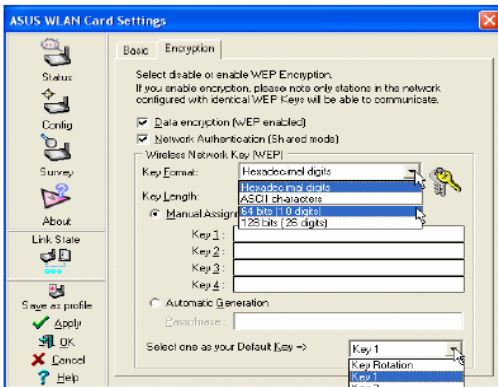 ASUS WLAN Card Settings
Status
Config
Survey
About
Link State
Save as profile
Apply
OK
Cancel
Help
Basic
Encryption
Select disable or enable WEP Encryption.
If you enable encryption, please note only stations in the network
configured with identical WEP Keys will be able to communicate.
Data encryption (WEP enabled)
Network Authentication (Shared mode)
Wireless Network Key (WEP)
Key Format: Hexadecimal digits
Hexadecimal digits
ASCII characters
Key Length: 64 bits (10 digits)
128 bits (26 digits)
Manual Assign
Key 1 :
Key 2 :
Key 3 :
Key 4 :
Automatic Generation
Passphrase :
Select one as your Default Key => Key 1
Key Rotation
Key 1